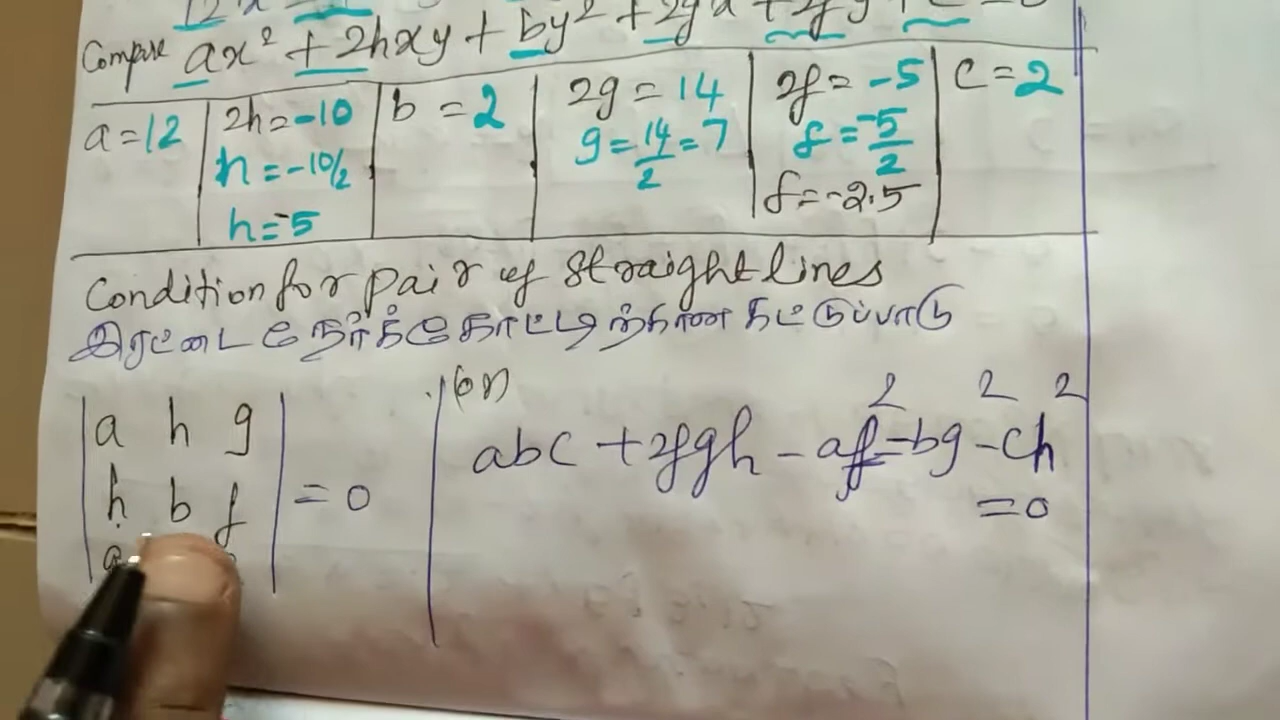 12x
Compare ax² + 2hxy + by² + 2gx + 2fy + c = 0
a = 12 | 2h = -10 | b = 2 | 2g = 14 | 2f = -5 | c = 2
h = -10/2 | g = 14/2 = 7 | f = -5/2
h = -5 | f = -2.5
Condition for pair of straight lines
இரட்டை நேர்க்கோட்டிற்கான கட்டுப்பாடு
| a h g |
| h b f | = 0
(or)
abc + 2fgh - af² - bg² - ch²
= 0